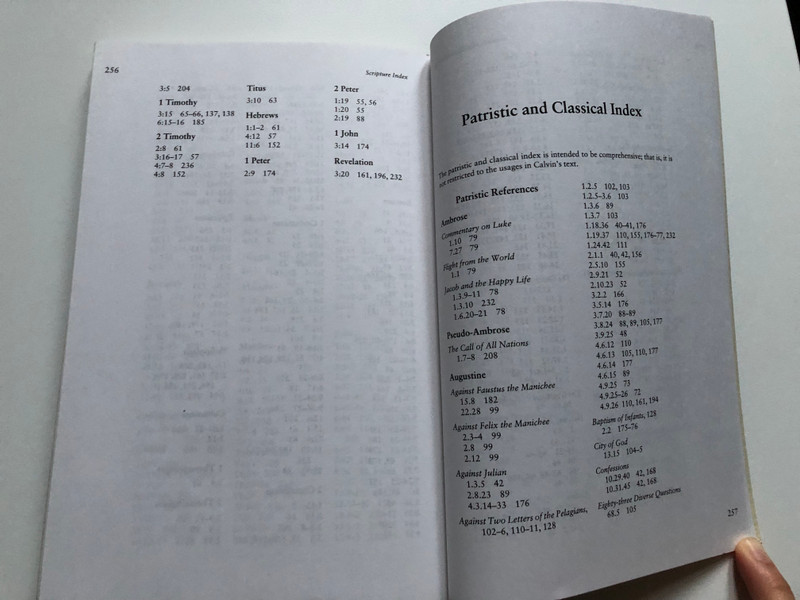 256
Scripture Index
3:5 204
1 Timothy
3:15 65–66, 137, 138
6:15–16 185
2 Timothy
2:8 61
3:16–17 57
4:7–8 236
4:8 152
Titus
3:10 63
Hebrews
1:1–2 61
4:12 57
11:6 152
1 Peter
2:9 174
2 Peter
1:19 55, 56
1:20 55
2:19 88
1 John
3:14 174
Revelation
3:20 161, 196, 232
Patristic and Classical Index
The patristic and classical index is intended to be comprehensive; that is, it is
not restricted to the usages in Calvin's text.
Patristic References
Ambrose
Commentary on Luke
1.10 79
7.27 79
Flight from the World
1.1 79
Jacob and the Happy Life
1.3.9–11 78
1.3.10 232
1.6.20–21 78
Pseudo-Ambrose
The Call of All Nations
1.7–8 208
Augustine
Against Faustus the Manichee
15.8 182
22.28 99
Against Felix the Manichee
2.3–4 99
2.8 99
2.12 99
Against Julian
1.3.5 42
2.8.23 89
4.3.14–33 176
Against Two Letters of the Pelagians,
102–6, 110–11, 128
1.2.5 102, 103
1.2.5–3.6 103
1.3.6 89
1.3.7 103
1.18.36 40–41, 176
1.19.37 110, 155, 176–77, 232
1.24.42 111
2.1.1 40, 42, 156
2.5.10 155
2.9.21 52
2.10.23 52
3.2.2 166
3.5.14 176
3.7.20 88–89
3.8.24 88, 89, 105, 177
3.9.25 48
4.6.12 110
4.6.13 105, 110, 177
4.6.14 177
4.6.15 89
4.9.25 73
4.9.25–26 72
4.9.26 110, 161, 194
Baptism of Infants, 128
2.2 175–76
City of God
13.15 104–5
Confessions
10.29.40 42, 168
10.31.45 42, 168
Eighty-three Diverse Questions
68.5 105
257